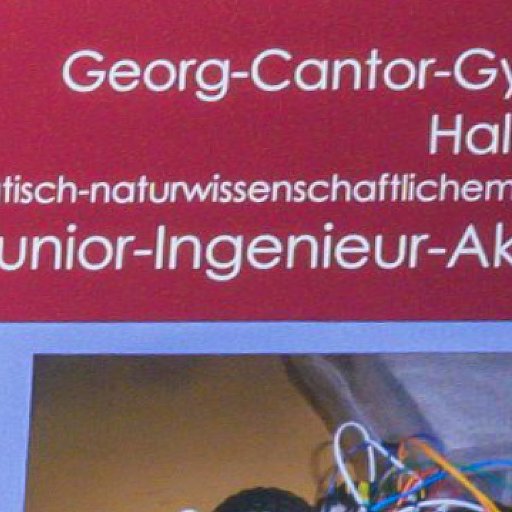 Georg-Cantor-Gy
Hal
tisch-naturwissenschaftlichem
unior-Ingenieur-Ak